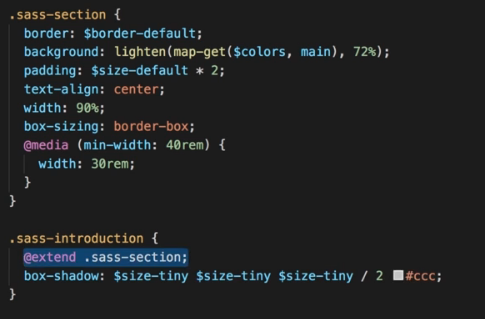 .sass-section {
border: $border-default;
background: lighten(map-get($colors, main), 72%);
padding: $size-default * 2;
text-align: center;
width: 90%;
box-sizing: border-box;
@media (min-width: 40rem) {
width: 30rem;
}
}
.sass-introduction {
@extend .sass-section;
box-shadow: $size-tiny $size-tiny $size-tiny / 2 #ccc;
}